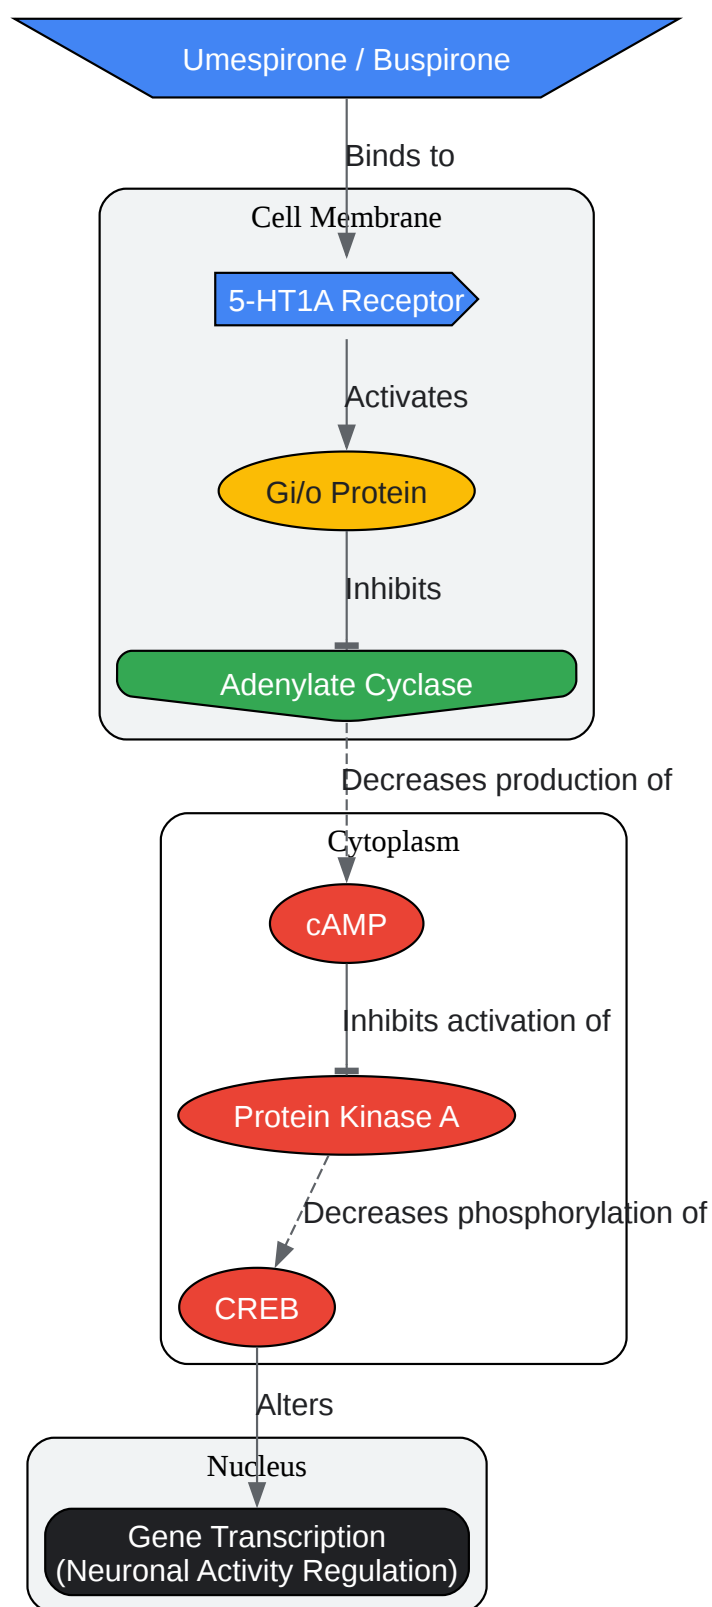 Umespirone / Buspirone
Binds to
Cell Membrane
5-HT1A Receptor
Activates
Gi/o Protein
Inhibits
Adenylate Cyclase
Decreases production of
Cytoplasm
cAMP
Inhibits activation of
Protein Kinase A
Decreases phosphorylation of
CREB
Alters
Nucleus
Gene Transcription
(Neuronal Activity Regulation)